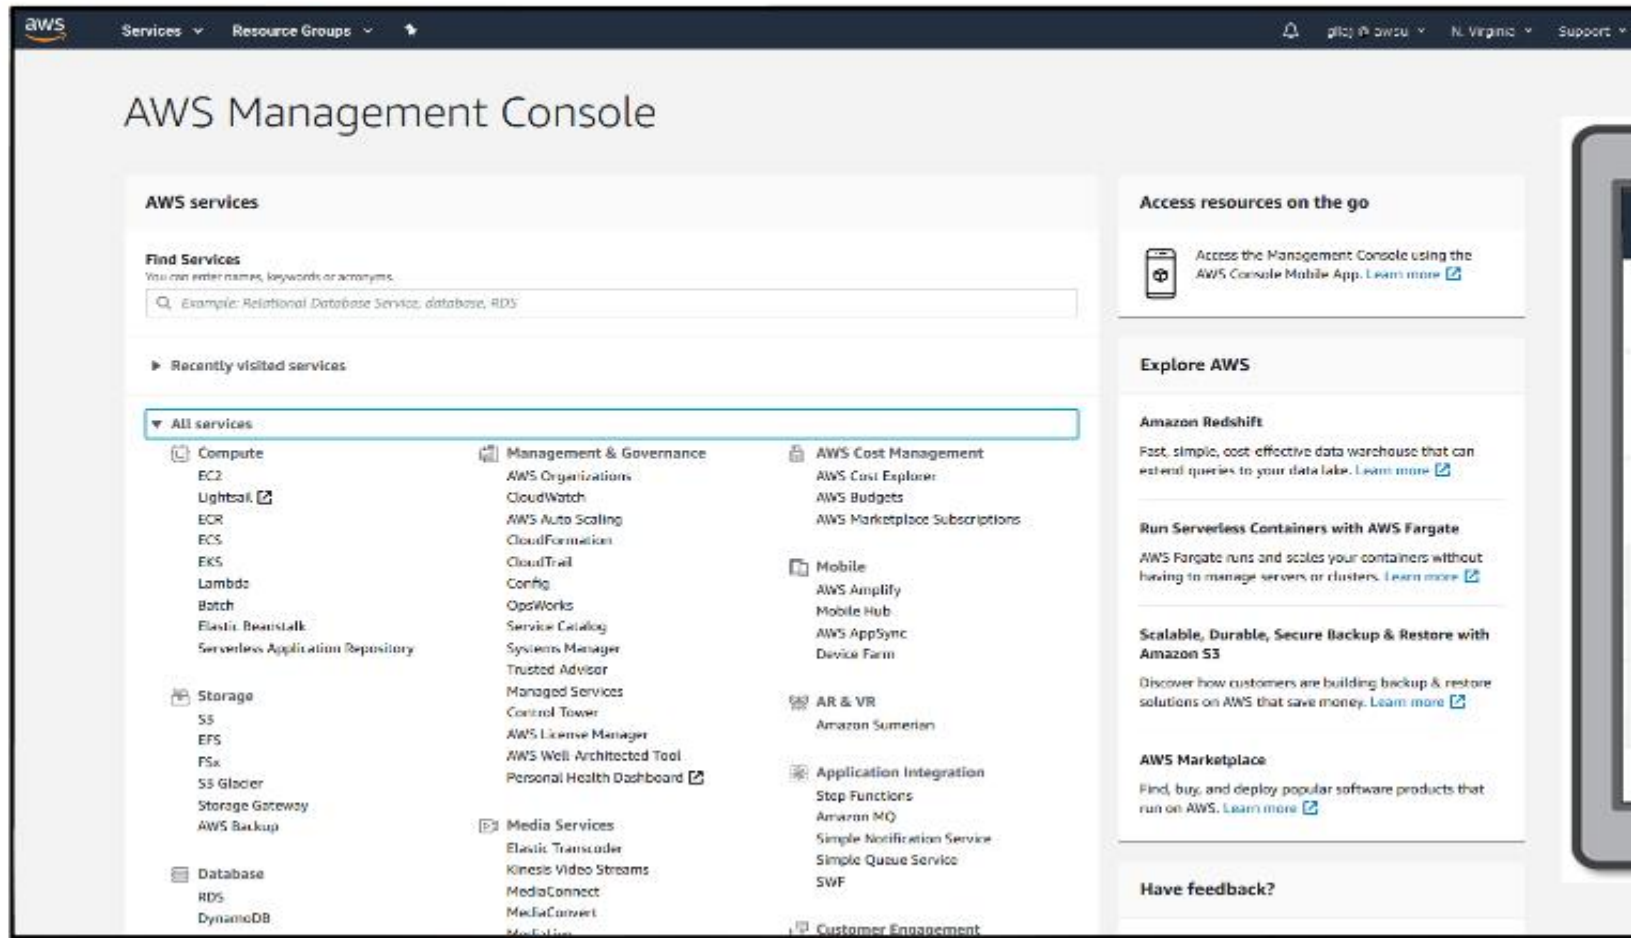 aws
Services
Resource Groups
N. Virginia
Support
AWS Management Console
AWS services
Find Services
You can enter names, keywords or acronyms.
Example: Relational Database Service, database, RDS
Recently visited services
All services
Compute
EC2
Lightsail
ECR
ECS
EKS
Lambda
Batch
Elastic Beanstalk
Serverless Application Repository
Storage
S3
EFS
FSx
S3 Glacier
Storage Gateway
AWS Backup
Database
RDS
DynamoDB
Management & Governance
AWS Organizations
CloudWatch
AWS Auto Scaling
CloudFormation
CloudTrail
Config
OpsWorks
Service Catalog
Systems Manager
Trusted Advisor
Managed Services
Control Tower
AWS License Manager
AWS Well-Architected Tool
Personal Health Dashboard
Media Services
Elastic Transcoder
Kinesis Video Streams
MediaConnect
MediaConvert
MediaLive
AWS Cost Management
AWS Cost Explorer
AWS Budgets
AWS Marketplace Subscriptions
Mobile
AWS Amplify
Mobile Hub
AWS AppSync
Device Farm
AR & VR
Amazon Sumerian
Application Integration
Step Functions
Amazon MQ
Simple Notification Service
Simple Queue Service
SWF
Customer Engagement
Access resources on the go
Access the Management Console using the
AWS Console Mobile App. Learn more
Explore AWS
Amazon Redshift
Fast, simple, cost-effective data warehouse that can
extend queries to your data lake. Learn more
Run Serverless Containers with AWS Fargate
AWS Fargate runs and scales your containers without
having to manage servers or clusters. Learn more
Scalable, Durable, Secure Backup & Restore with
Amazon S3
Discover how customers are building backup & restore
solutions on AWS that save money. Learn more
AWS Marketplace
Find, buy, and deploy popular software products that
run on AWS. Learn more
Have feedback?